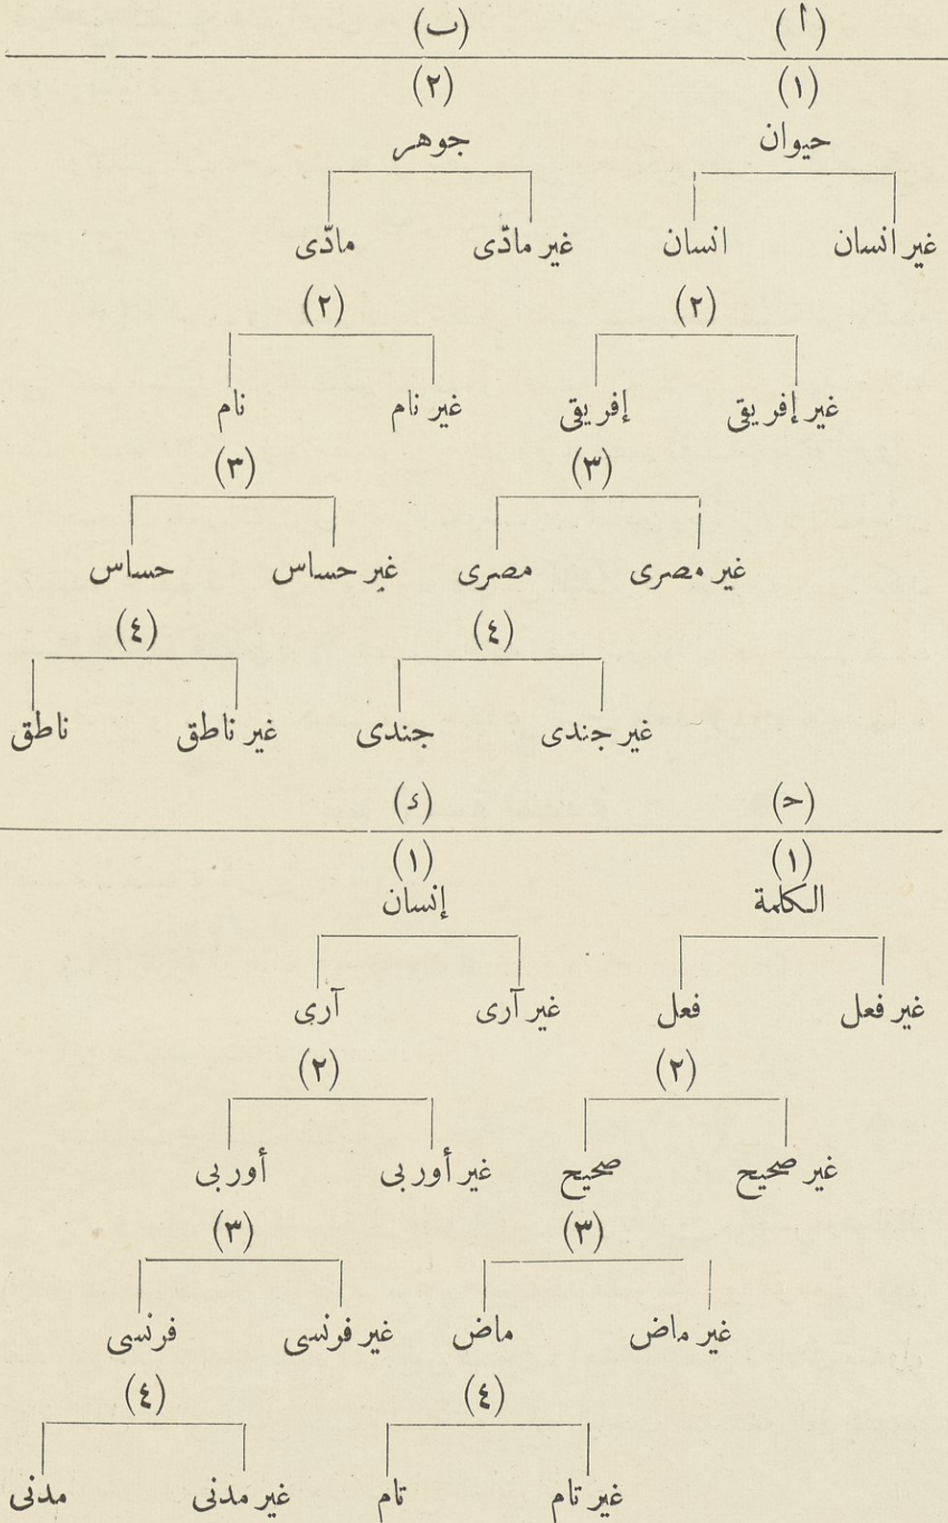 (أ) (ب)
(١) (٢)
حيوان جوهر
غير انسان انسان غير مادّى مادّى
(٢) (٢)
غير إفريقى إفريقى غير نام نام
(٣) (٣)
غير مصرى مصرى غير حساس حساس
(٤) (٤)
غير جندى جندى غير ناطق ناطق
(ح) (د)
(١) (١)
الكلمة إنسان
غير فعل فعل غير آرى آرى
(٢) (٢)
غير صحيح صحيح غير أوربى أوربى
(٣) (٣)
غير ماض ماض غير فرنسى فرنسى
(٤) (٤)
غير تام تام غير مدنى مدنى